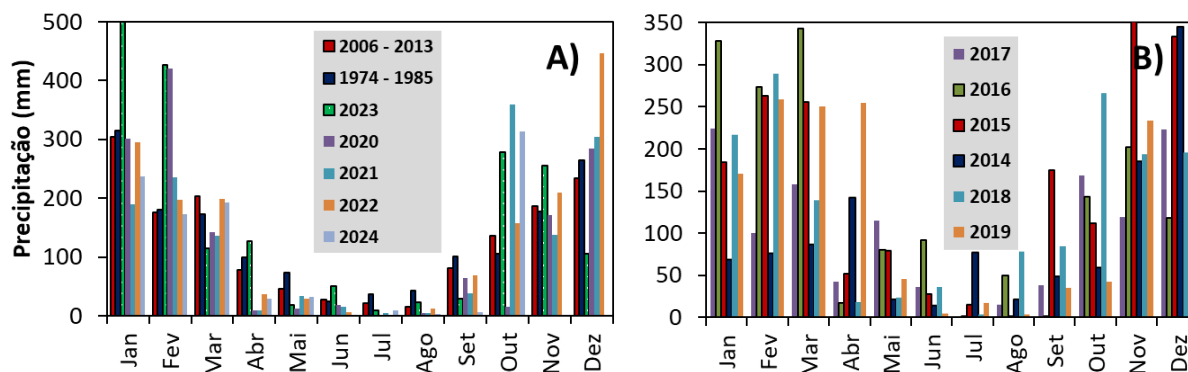 Precipitação (mm)
500
400
300
200
100
0
A)
2006 - 2013
1974 - 1985
2023
2020
2021
2022
2024
Jan
Fev
Mar
Abr
Mai
Jun
Jul
Ago
Set
Out
Nov
Dez
350
300
250
200
150
100
50
0
B)
2017
2016
2015
2014
2018
2019
Jan
Fev
Mar
Abr
Mai
Jun
Jul
Ago
Set
Out
Nov
Dez